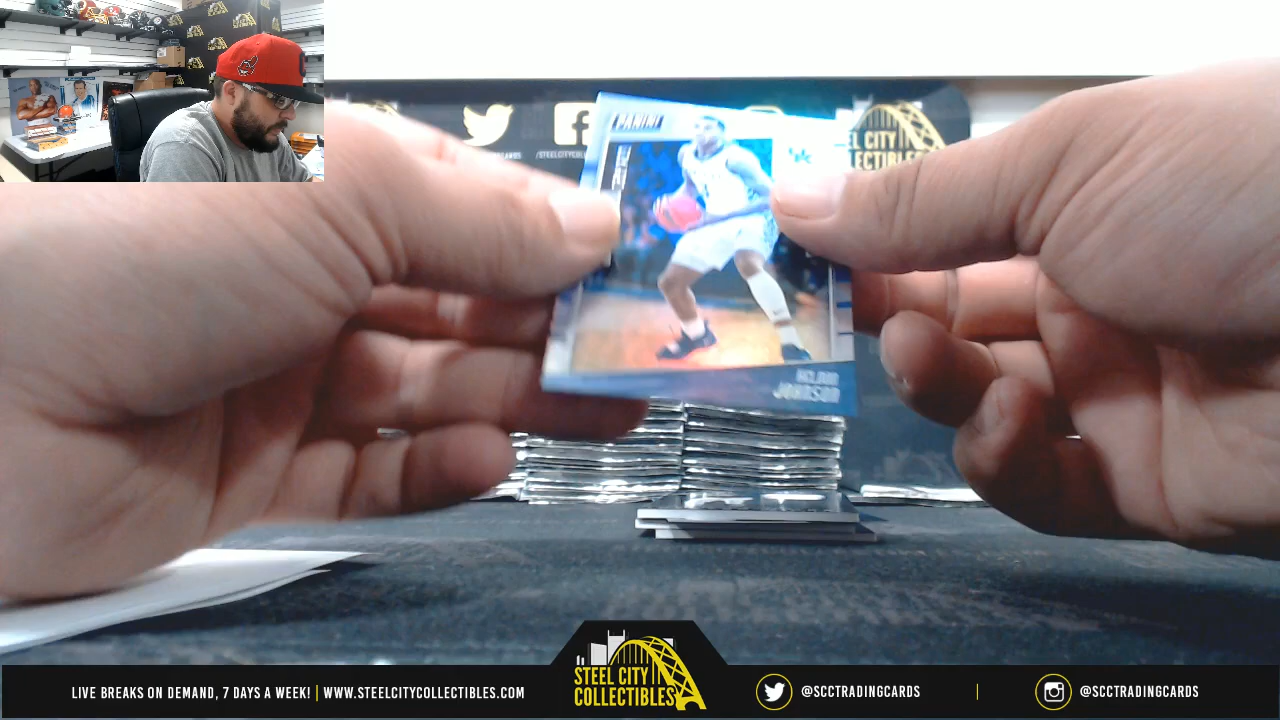 PANINI
UK
STEEL CITY
COLLECTIBLES
JOHNSON
STEEL CITY
COLLECTIBLES
LIVE BREAKS ON DEMAND, 7 DAYS A WEEK! | WWW.STEELCITYCOLLECTIBLES.COM
@SCCTRADINGCARDS
@SCCTRADINGCARDS